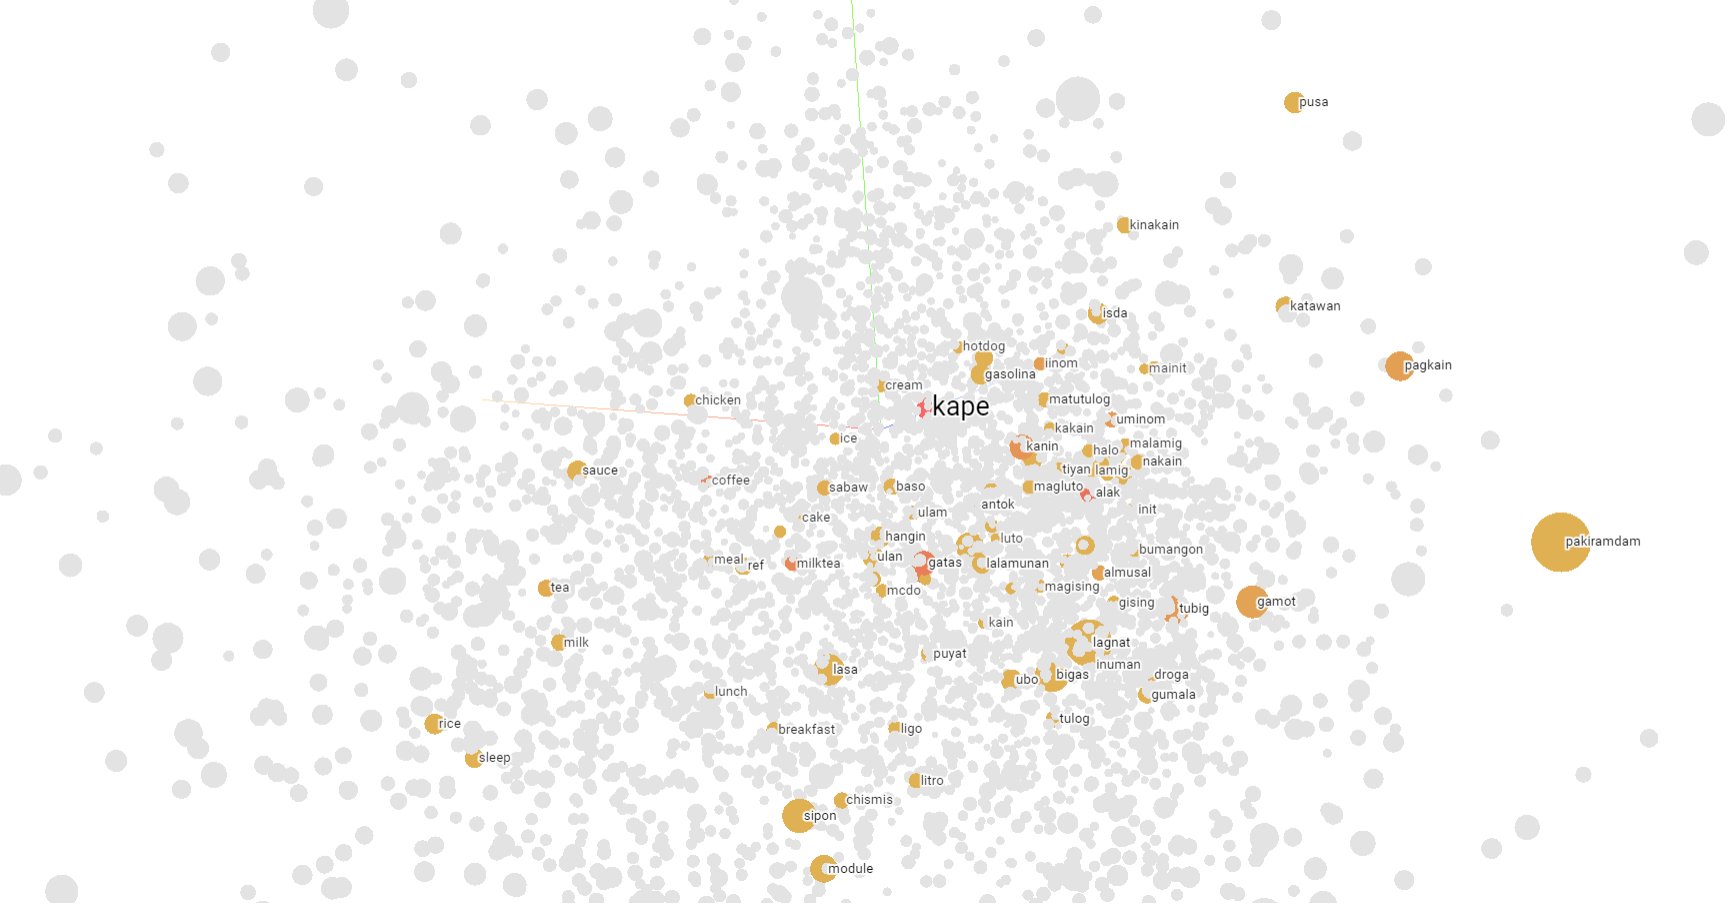 pusa
kinakain
katawan
isda
hotdog
iinom
pagkain
mainit
gasolina
cream
chicken
matutulog
kape
uminom
kakain
ice
kanin
malamig
halo
nakain
tiyan
lamig
sauce
coffee
sabaw
baso
magluto
alak
antok
init
ulam
cake
hangin
luto
pakiramdam
bumangon
ulan
meal
ref
milktea
gatas
lalamunan
almusal
tea
mcdo
magising
gising
gamot
tubig
kain
milk
lagnat
puyat
inuman
lasa
bigas
droga
ubo
lunch
gumala
tulog
rice
breakfast
ligo
sleep
litro
chismis
sipon
module